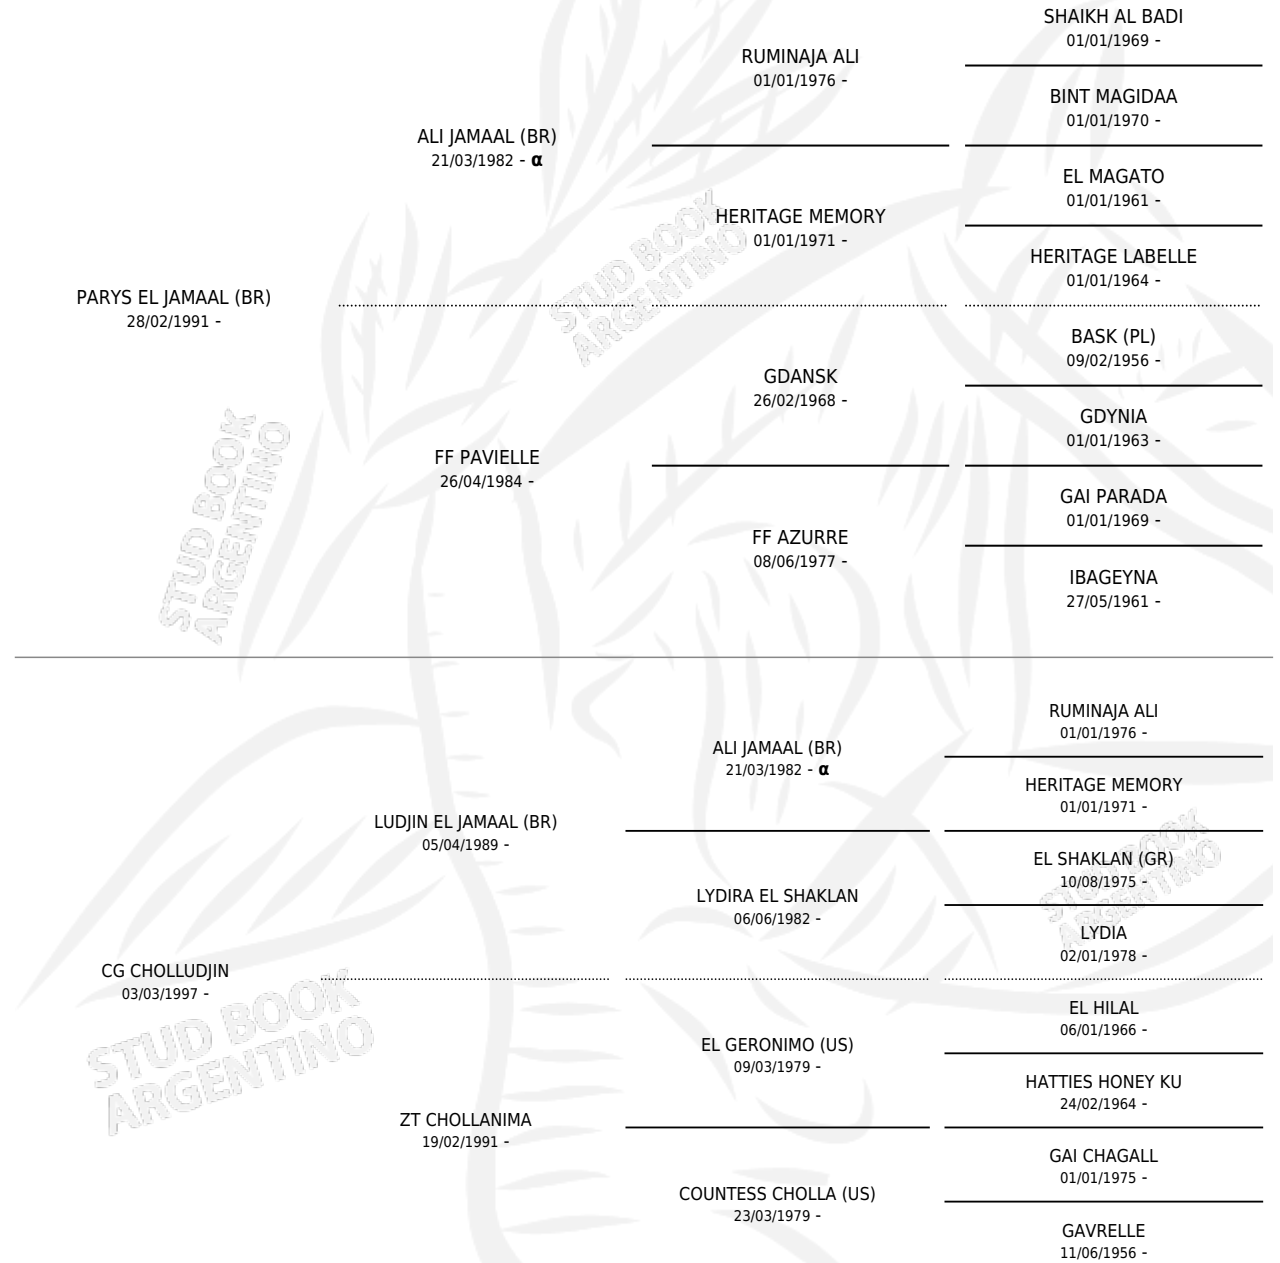 SHAIKH AL BADI
01/01/1969 -
RUMINAJA ALI
01/01/1976 -
BINT MAGIDAA
01/01/1970 -
ALI JAMAAL (BR)
21/03/1982 - α
EL MAGATO
01/01/1961 -
HERITAGE MEMORY
01/01/1971 -
HERITAGE LABELLE
01/01/1964 -
PARYS EL JAMAAL (BR)
28/02/1991 -
BASK (PL)
09/02/1956 -
GDANSK
26/02/1968 -
GDYNIA
01/01/1963 -
FF PAVIELLE
26/04/1984 -
GAI PARADA
01/01/1969 -
FF AZURRE
08/06/1977 -
IBAGEYNA
27/05/1961 -
RUMINAJA ALI
01/01/1976 -
ALI JAMAAL (BR)
21/03/1982 - α
HERITAGE MEMORY
01/01/1971 -
LUDJIN EL JAMAAL (BR)
05/04/1989 -
EL SHAKLAN (GR)
10/08/1975 -
LYDIRA EL SHAKLAN
06/06/1982 -
LYDIA
02/01/1978 -
CG CHOLLUDJIN
03/03/1997 -
EL HILAL
06/01/1966 -
EL GERONIMO (US)
09/03/1979 -
HATTIES HONEY KU
24/02/1964 -
ZT CHOLLANIMA
19/02/1991 -
GAI CHAGALL
01/01/1975 -
COUNTESS CHOLLA (US)
23/03/1979 -
GAVRELLE
11/06/1956 -
STUD BOOK
ARGENTINO
STUD BOOK
ARGENTINO
STUD BOOK
ARGENTINO
STUD BOOK
ARGENTINO